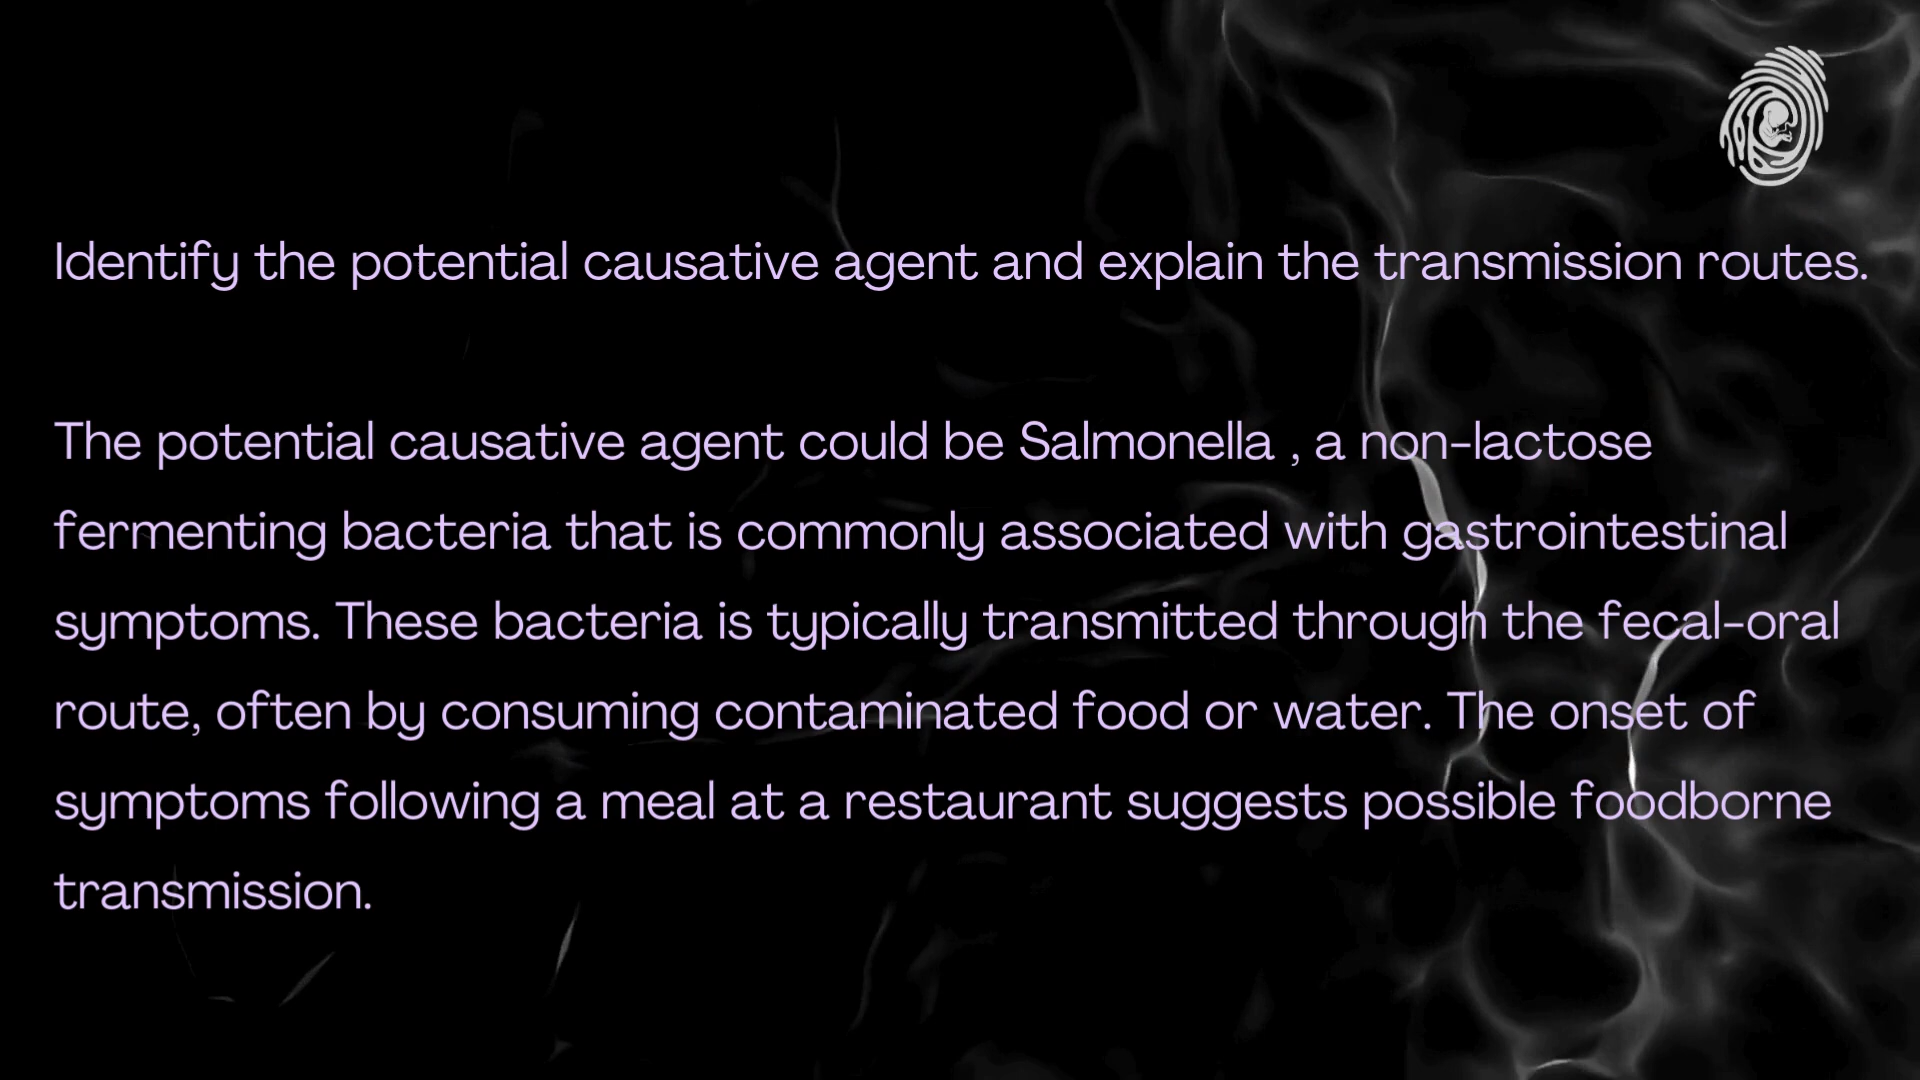 Identify the potential causative agent and explain the transmission routes.
The potential causative agent could be Salmonella , a non-lactose
fermenting bacteria that is commonly associated with gastrointestinal
symptoms. These bacteria is typically transmitted through the fecal-oral
route, often by consuming contaminated food or water. The onset of
symptoms following a meal at a restaurant suggests possible foodborne
transmission.